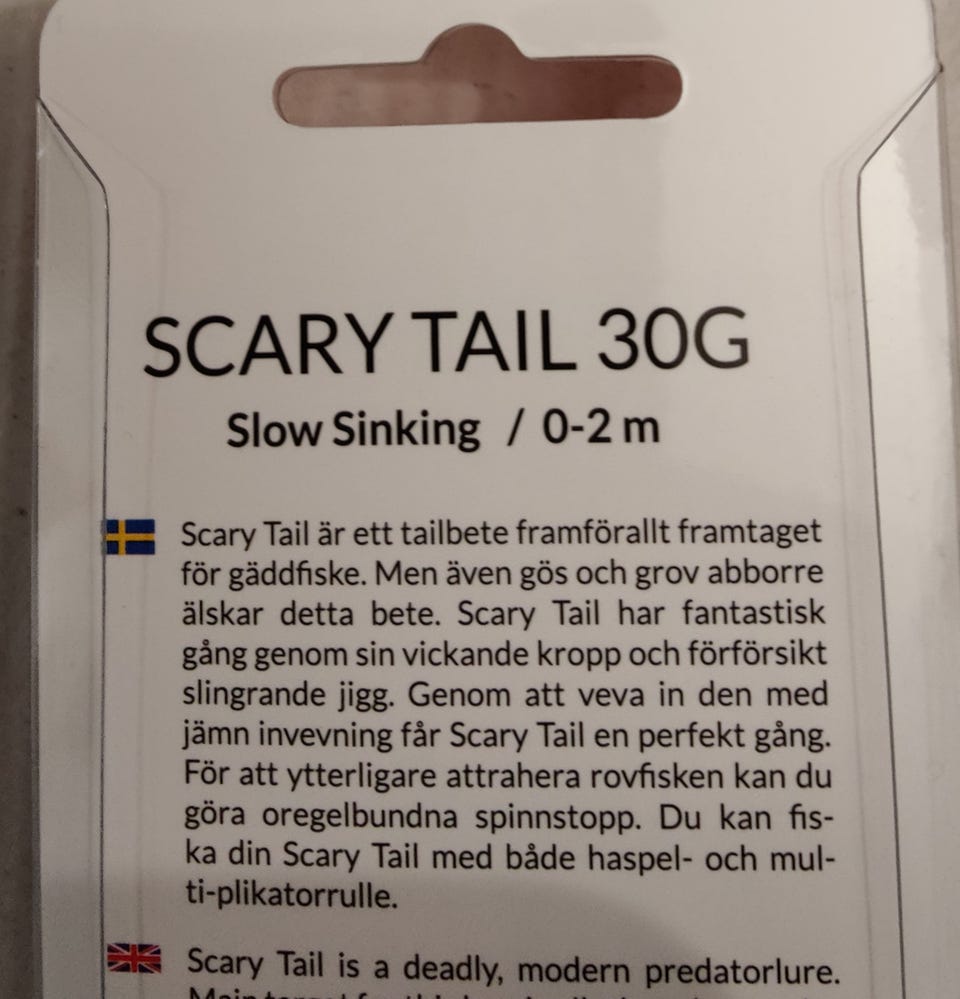 SCARY TAIL 30G
Slow Sinking / 0-2 m
Scary Tail är ett tailbete framförallt framtaget
för gäddfiske. Men även gös och grov abborre
älskar detta bete. Scary Tail har fantastisk
gång genom sin vickande kropp och förförsikt
slingrande jigg. Genom att veva in den med
jämn invevning får Scary Tail en perfekt gång.
För att ytterligare attrahera rovfisken kan du
göra oregelbundna spinnstopp. Du kan fis-
ka din Scary Tail med både haspel- och mul-
ti-plikatorrulle.
Scary Tail is a deadly, modern predatorlure.